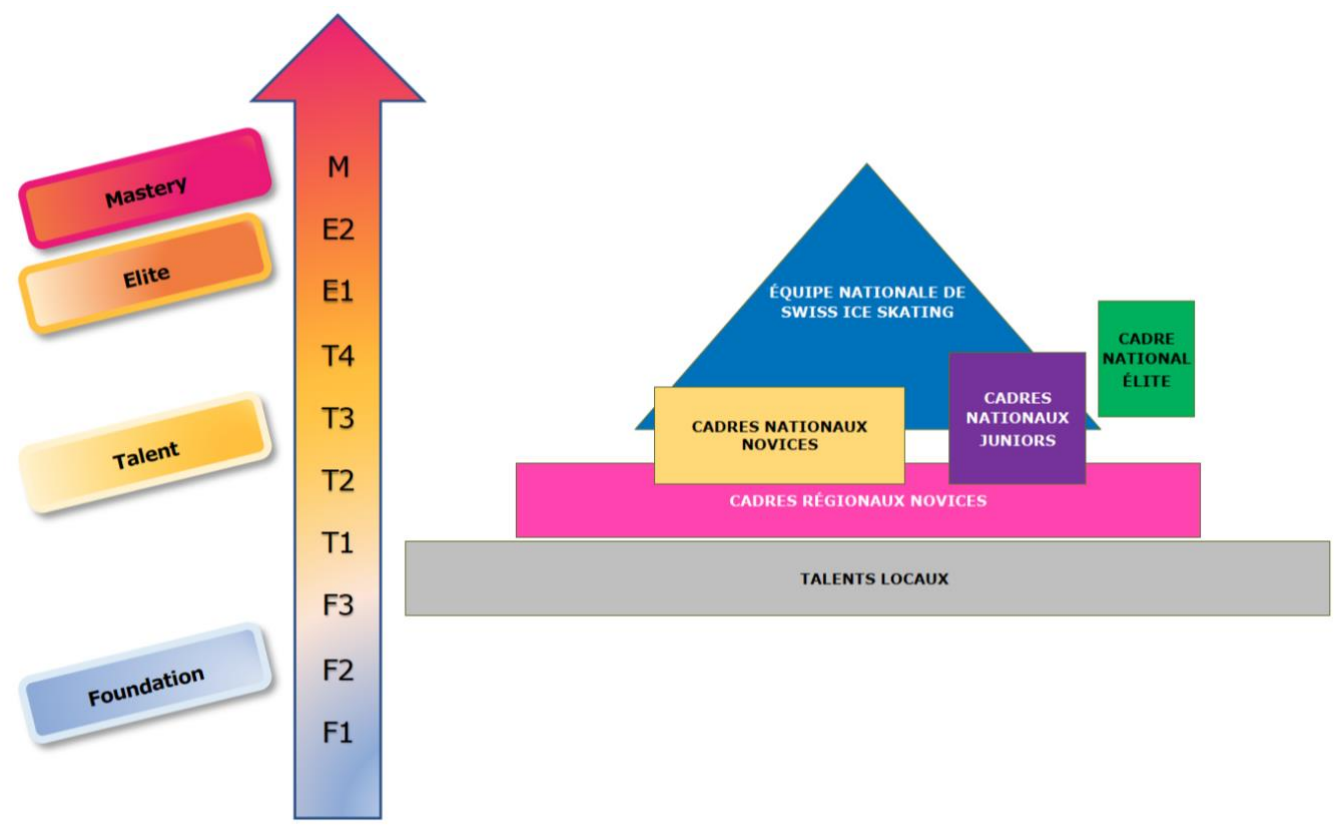 Mastery
Elite
Talent
Foundation
M
E2
E1
T4
T3
T2
T1
F3
F2
F1
ÉQUIPE NATIONALE DE
SWISS ICE SKATING
CADRE
NATIONAL
ÉLITE
CADRES NATIONAUX
NOVICES
CADRES
NATIONAUX
JUNIORS
CADRES RÉGIONAUX NOVICES
TALENTS LOCAUX